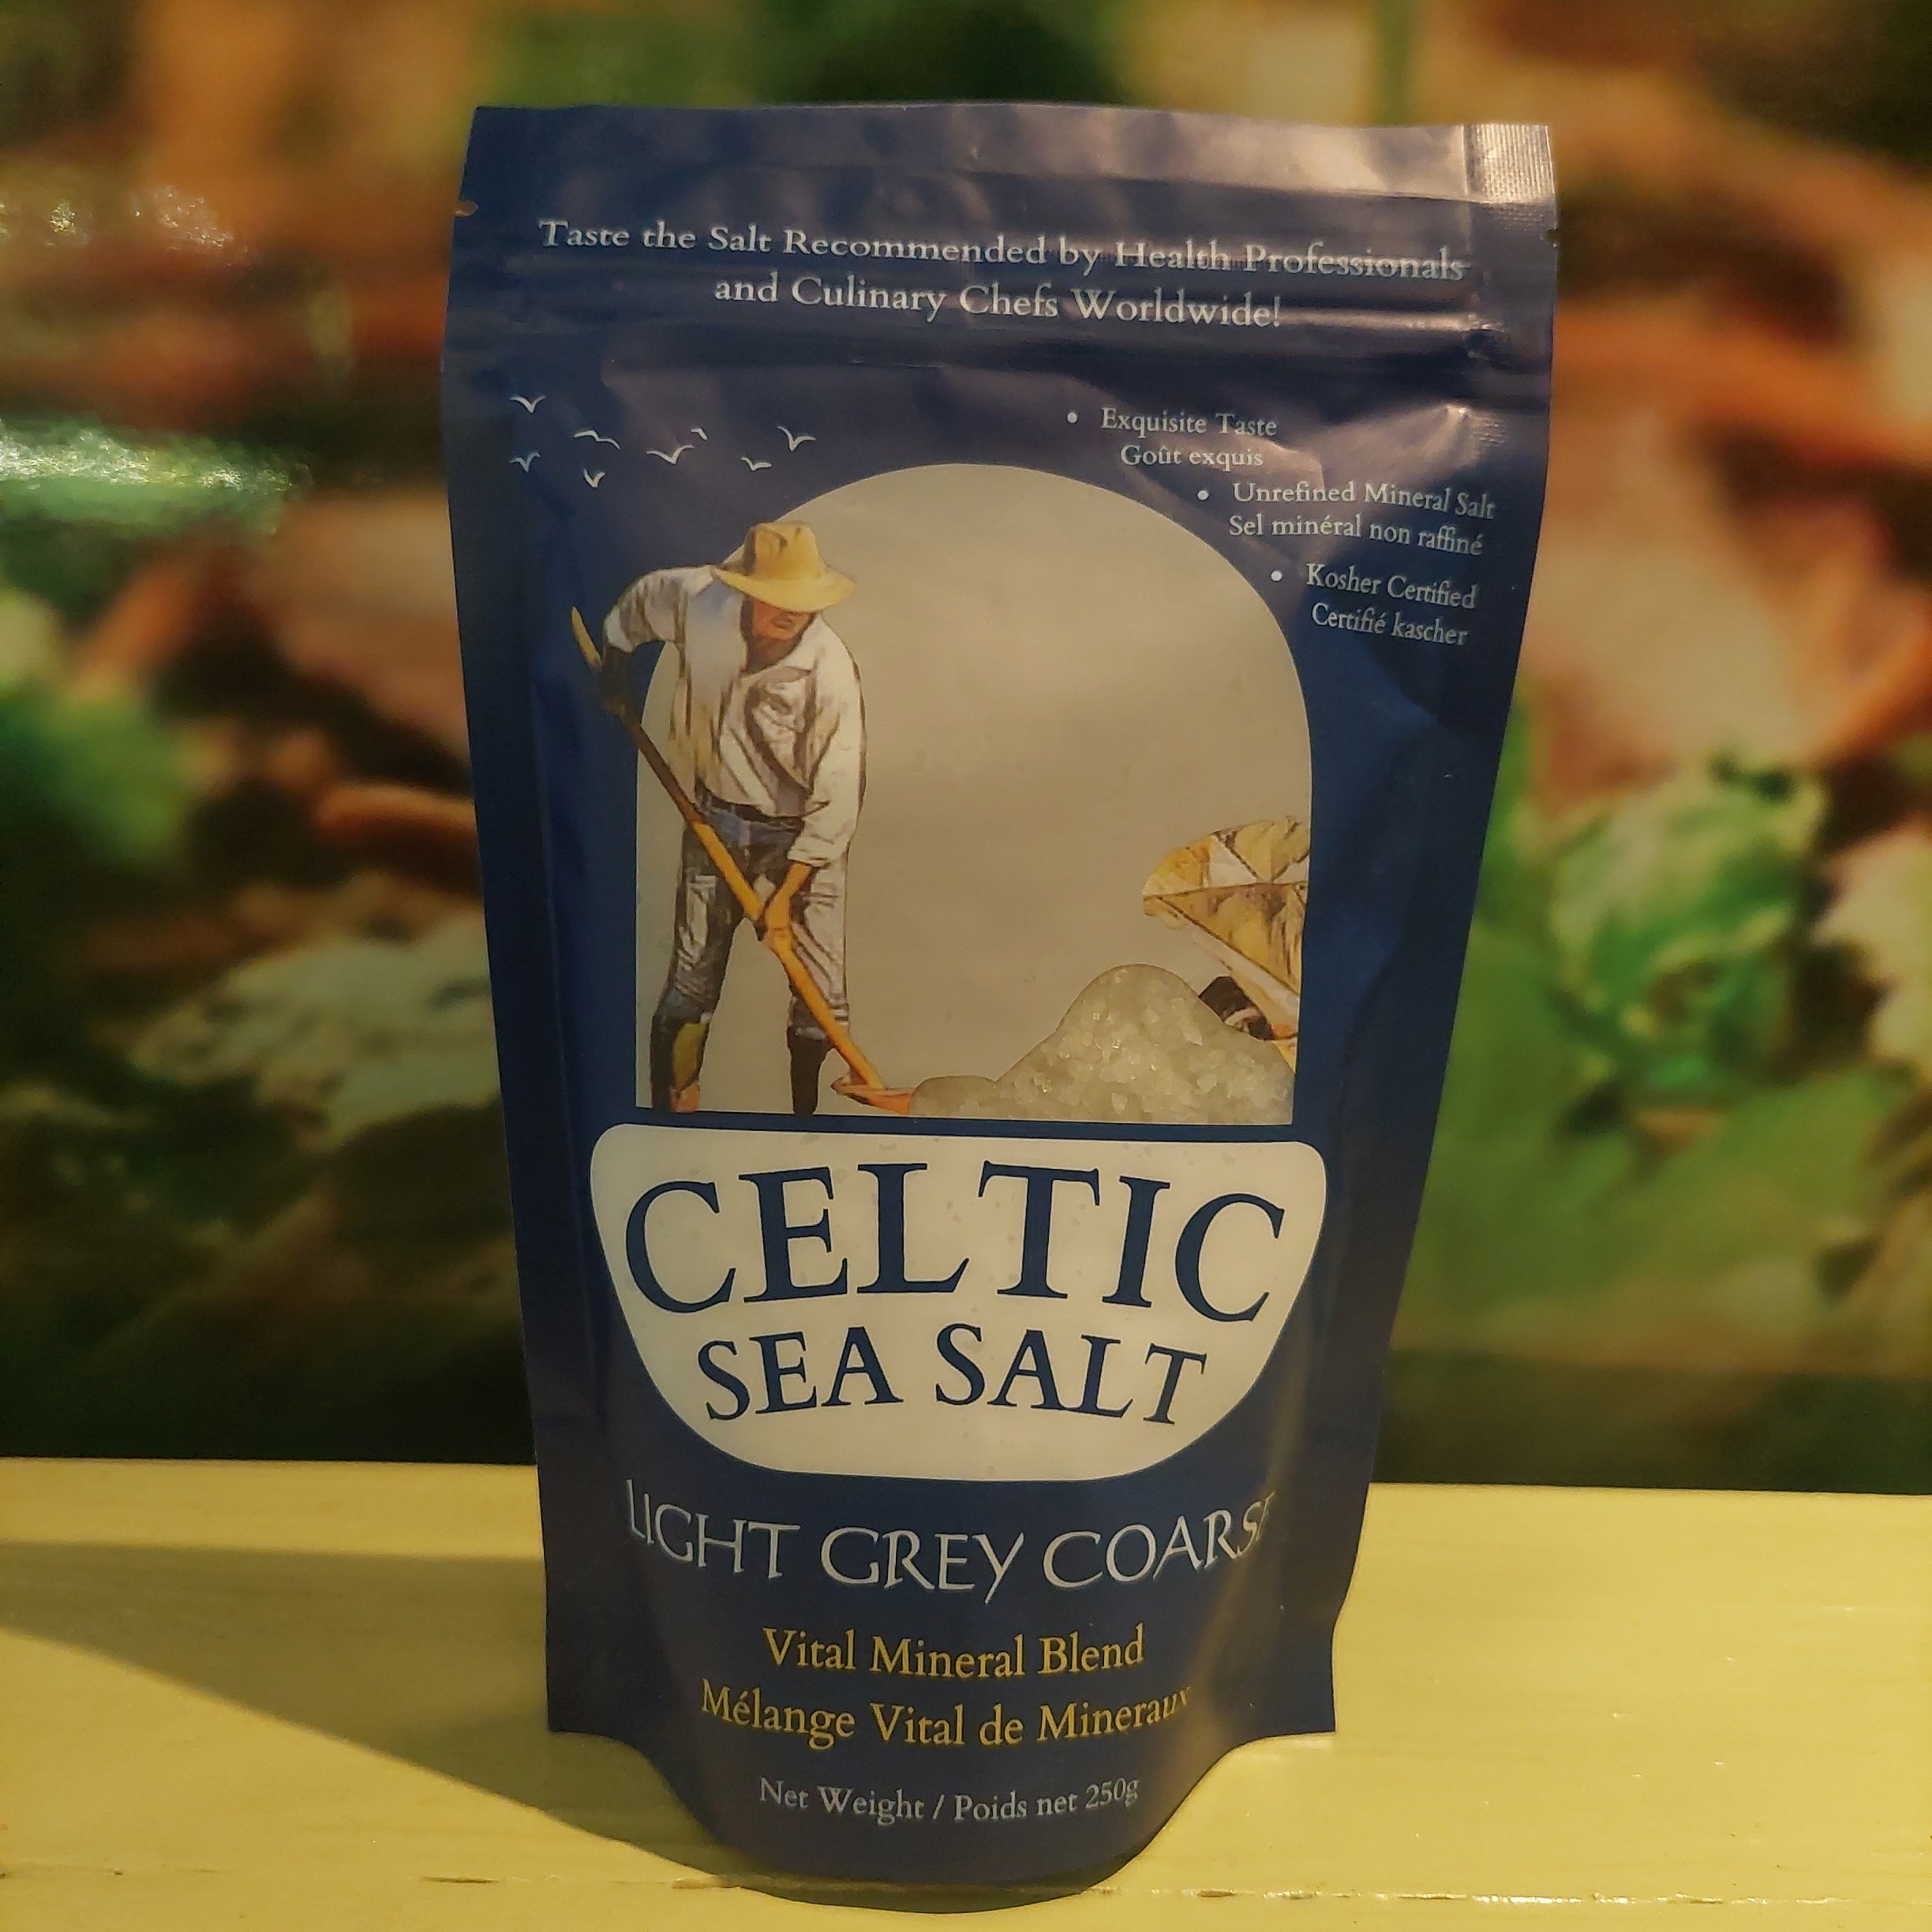 Taste the Salt Recommended by Health Professionals
and Culinary Chefs Worldwide!
• Exquisite Taste
Goût exquis
• Unrefined Mineral Salt
Sel minéral non raffiné
• Kosher Certified
Certifié kascher
CELTIC
SEA SALT
LIGHT GREY COARSE
Vital Mineral Blend
Mélange Vital de Mineraux
Net Weight / Poids net 250g